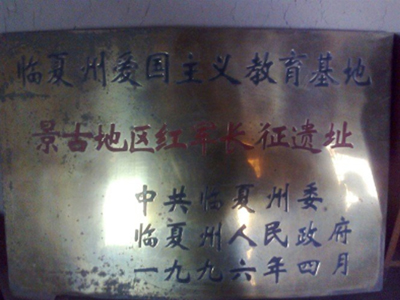 临夏州爱国主义教育基地
景古地区红军长征遗址
中共临夏州委
临夏州人民政府
一九九六年四月